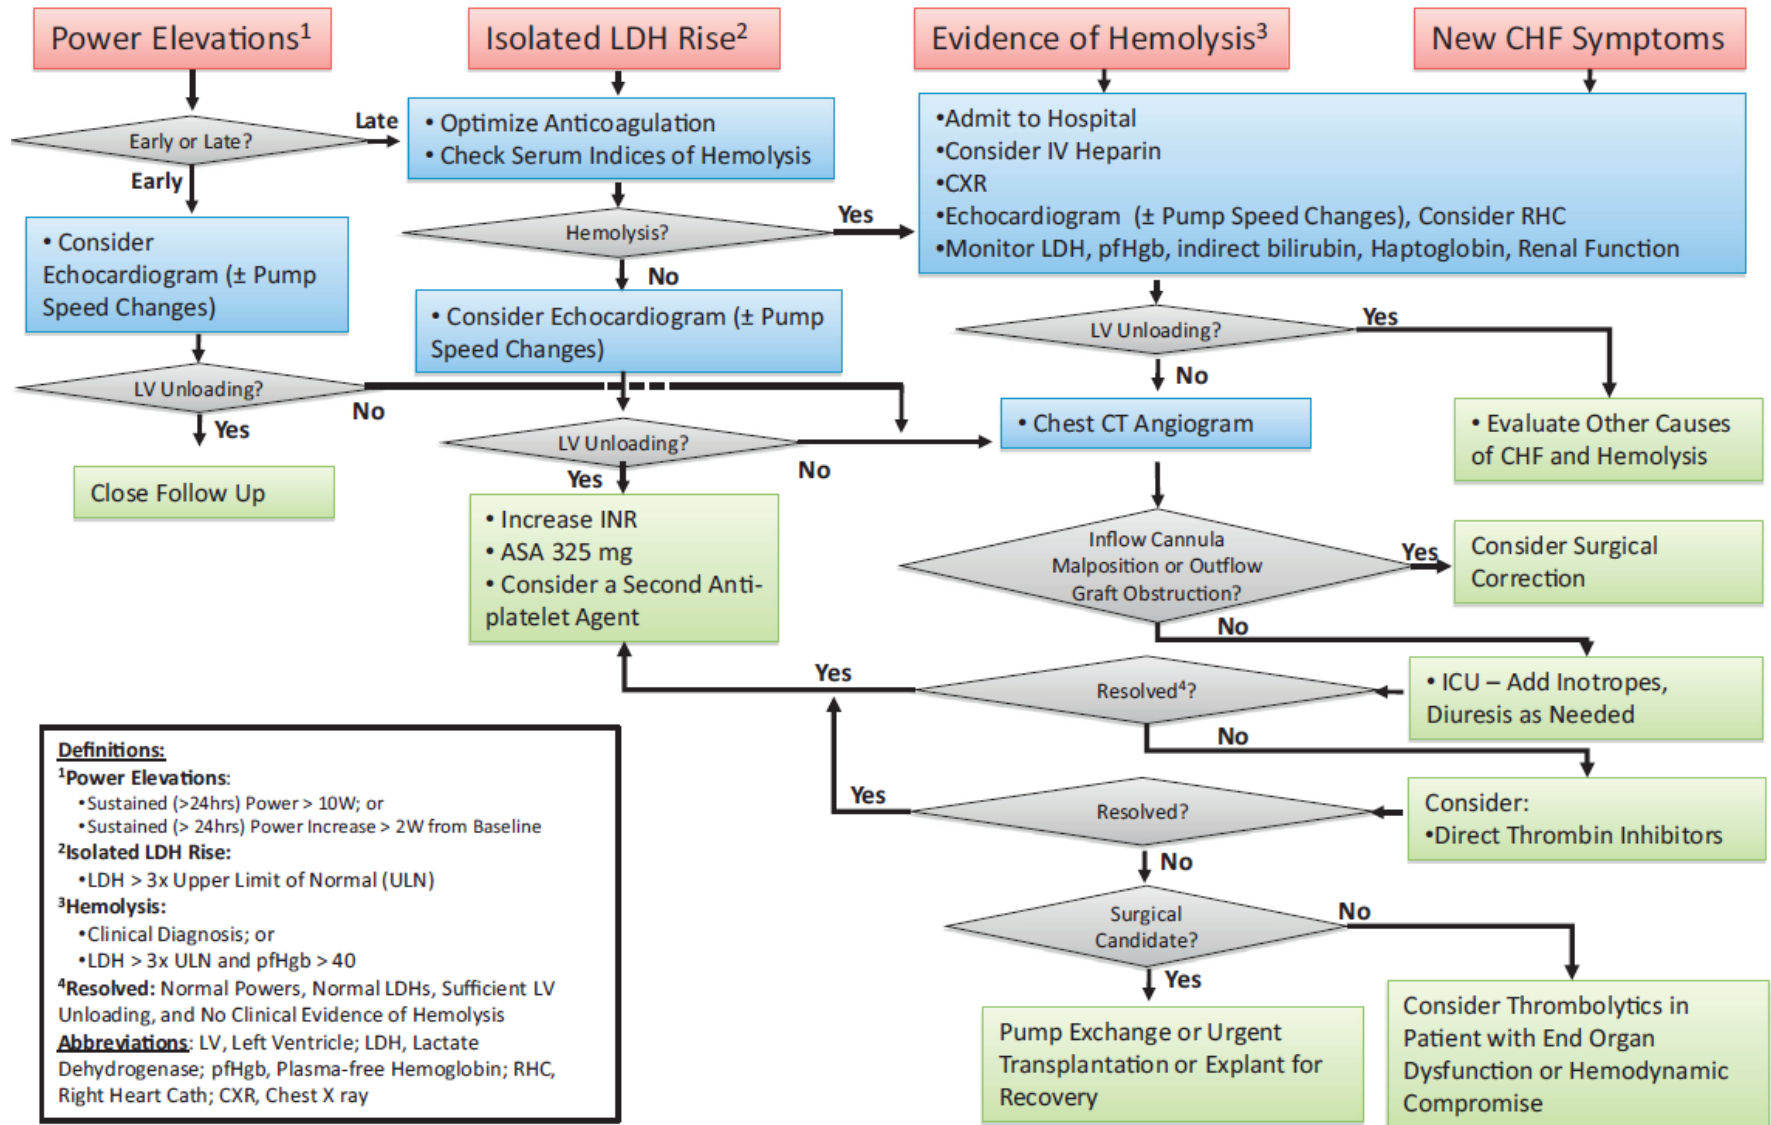 Power Elevations¹
Isolated LDH Rise²
Evidence of Hemolysis³
New CHF Symptoms
Early or Late?
Late
Early
• Optimize Anticoagulation
• Check Serum Indices of Hemolysis
•Admit to Hospital
•Consider IV Heparin
•CXR
•Echocardiogram (± Pump Speed Changes), Consider RHC
•Monitor LDH, pfHgb, indirect bilirubin, Haptoglobin, Renal Function
Hemolysis?
Yes
No
• Consider
Echocardiogram (± Pump
Speed Changes)
• Consider Echocardiogram (± Pump
Speed Changes)
LV Unloading?
Yes
No
LV Unloading?
No
Yes
LV Unloading?
Yes
No
Close Follow Up
• Chest CT Angiogram
• Evaluate Other Causes
of CHF and Hemolysis
• Increase INR
• ASA 325 mg
• Consider a Second Anti-
platelet Agent
Inflow Cannula
Malposition or Outflow
Graft Obstruction?
Yes
No
Consider Surgical
Correction
• ICU – Add Inotropes,
Diuresis as Needed
Resolved⁴?
Yes
No
Consider:
•Direct Thrombin Inhibitors
Resolved?
Yes
No
Surgical
Candidate?
No
Yes
Pump Exchange or Urgent
Transplantation or Explant for
Recovery
Consider Thrombolytics in
Patient with End Organ
Dysfunction or Hemodynamic
Compromise
Definitions:
¹Power Elevations:
•Sustained (>24hrs) Power > 10W; or
•Sustained (> 24hrs) Power Increase > 2W from Baseline
²Isolated LDH Rise:
•LDH > 3x Upper Limit of Normal (ULN)
³Hemolysis:
•Clinical Diagnosis; or
•LDH > 3x ULN and pfHgb > 40
⁴Resolved: Normal Powers, Normal LDHs, Sufficient LV
Unloading, and No Clinical Evidence of Hemolysis
Abbreviations: LV, Left Ventricle; LDH, Lactate
Dehydrogenase; pfHgb, Plasma-free Hemoglobin; RHC,
Right Heart Cath; CXR, Chest X ray